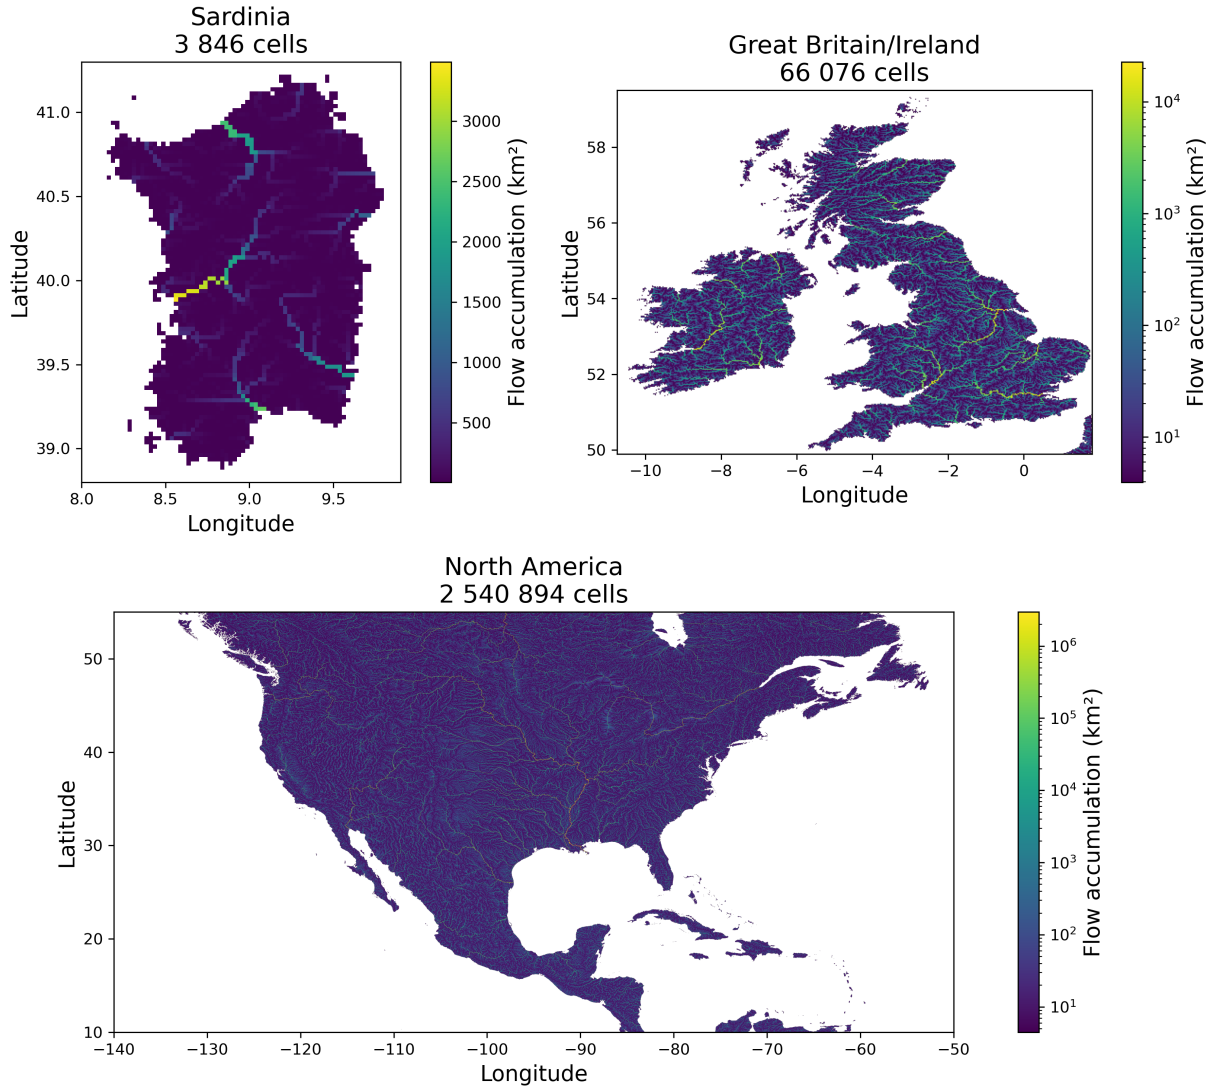 Sardinia
3 846 cells
41.0
40.5
40.0
39.5
39.0
Latitude
8.0 8.5 9.0 9.5
Longitude
3000
2500
2000
1500
1000
500
Flow accumulation (km²)
Great Britain/Ireland
66 076 cells
58
56
54
52
50
Latitude
−10 −8 −6 −4 −2 0
Longitude
10⁴
10³
10²
10¹
Flow accumulation (km²)
North America
2 540 894 cells
50
40
30
20
10
Latitude
−140 −130 −120 −110 −100 −90 −80 −70 −60 −50
Longitude
10⁶
10⁵
10⁴
10³
10²
10¹
Flow accumulation (km²)